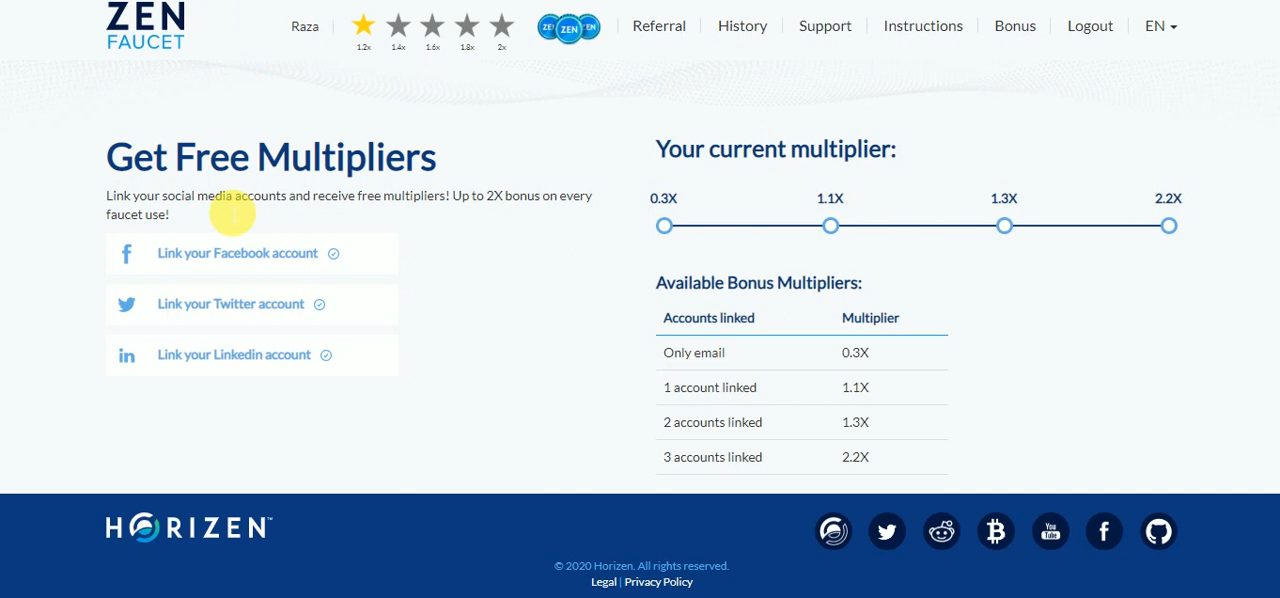 ZEN
FAUCET
Raza
1.2x 1.4x 1.6x 1.8x 2x
ZEN
Referral
History
Support
Instructions
Bonus
Logout
EN
Get Free Multipliers
Link your social media accounts and receive free multipliers! Up to 2X bonus on every
faucet use!
Link your Facebook account
Link your Twitter account
in Link your Linkedin account
Your current multiplier:
0.3X 1.1X 1.3X 2.2X
Available Bonus Multipliers:
Accounts linked Multiplier
Only email 0.3X
1 account linked 1.1X
2 accounts linked 1.3X
3 accounts linked 2.2X
HORIZEN™
You
Tube
© 2020 Horizen. All rights reserved.
Legal | Privacy Policy